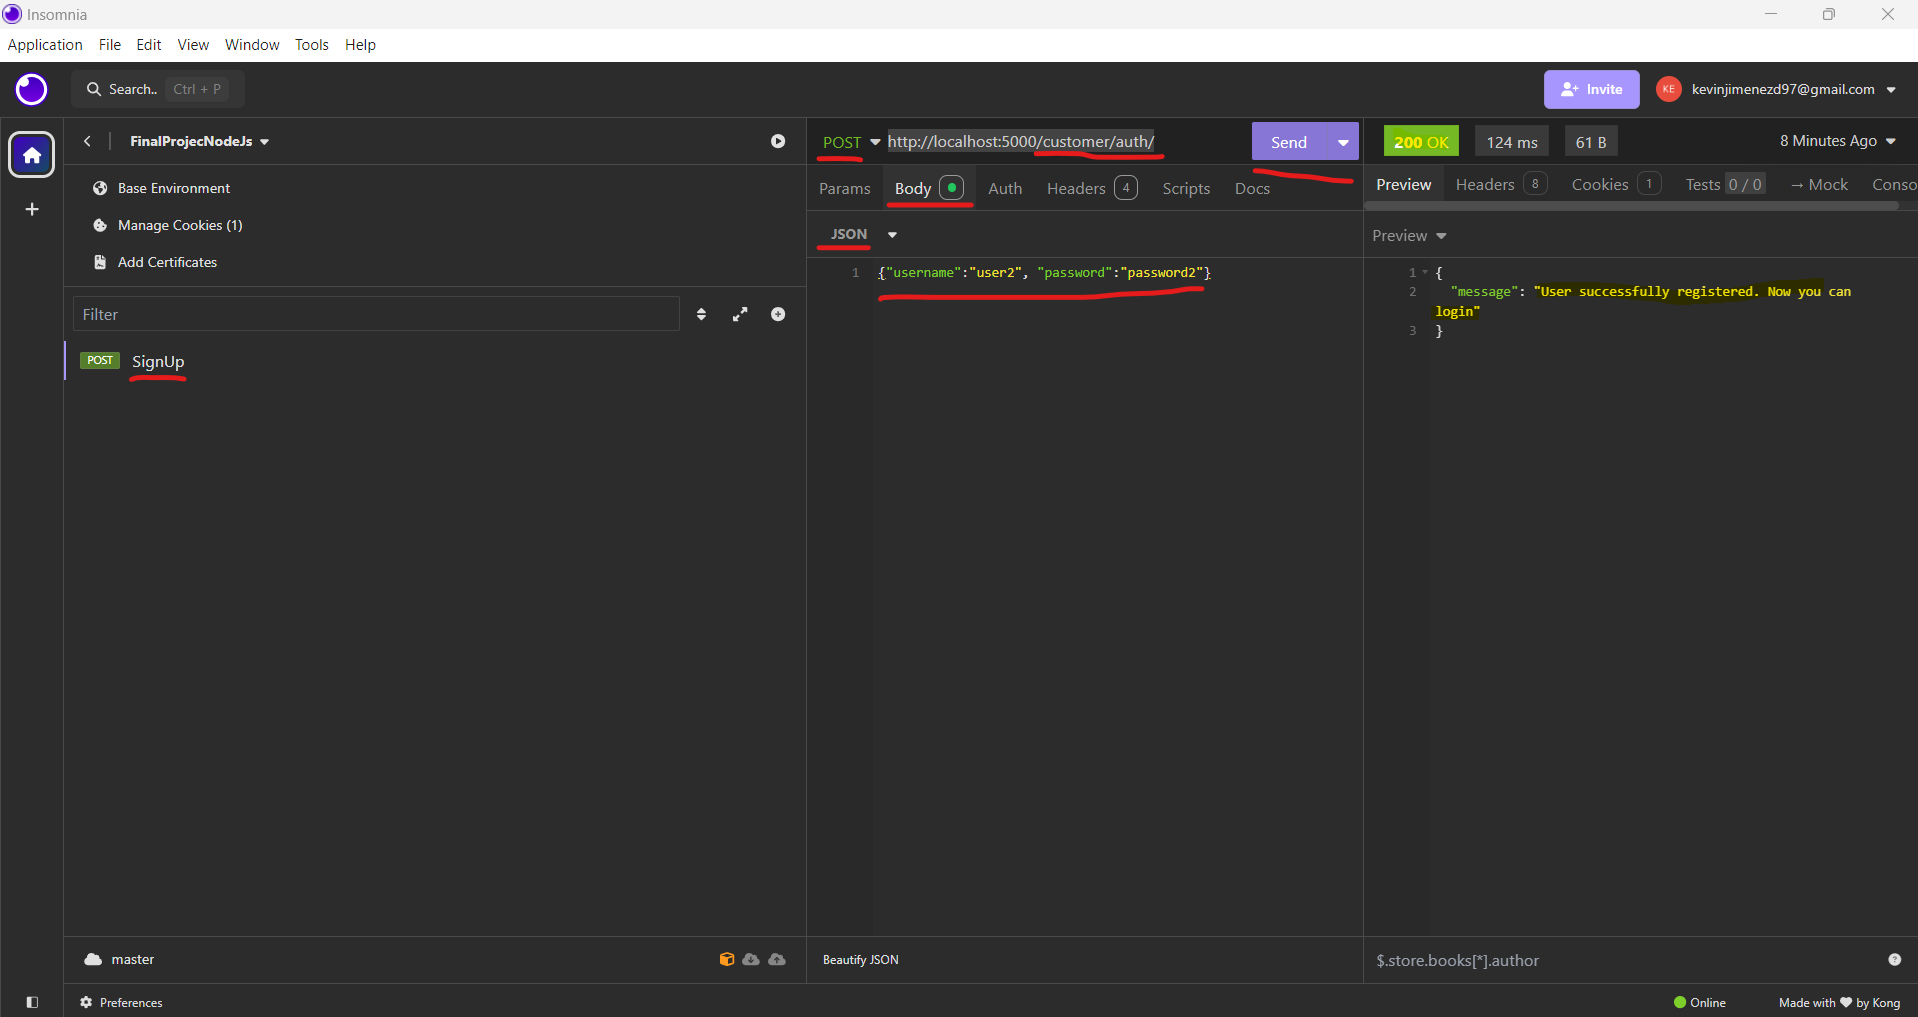 Insomnia
Application File Edit View Window Tools Help
Search.. Ctrl + P
Invite
KE kevinjimenezd97@gmail.com
FinalProjecNodeJs
Base Environment
Manage Cookies (1)
Add Certificates
Filter
POST SignUp
master
Preferences
POST http://localhost:5000/customer/auth/ Send
Params Body Auth Headers 4 Scripts Docs
JSON
1 {"username":"user2", "password":"password2"}
Beautify JSON
200 OK 124 ms 61 B 8 Minutes Ago
Preview Headers 8 Cookies 1 Tests 0 / 0 → Mock Conso
Preview
1 {
2 "message": "User successfully registered. Now you can
login"
3 }
$.store.books[*].author
Online Made with ❤ by Kong